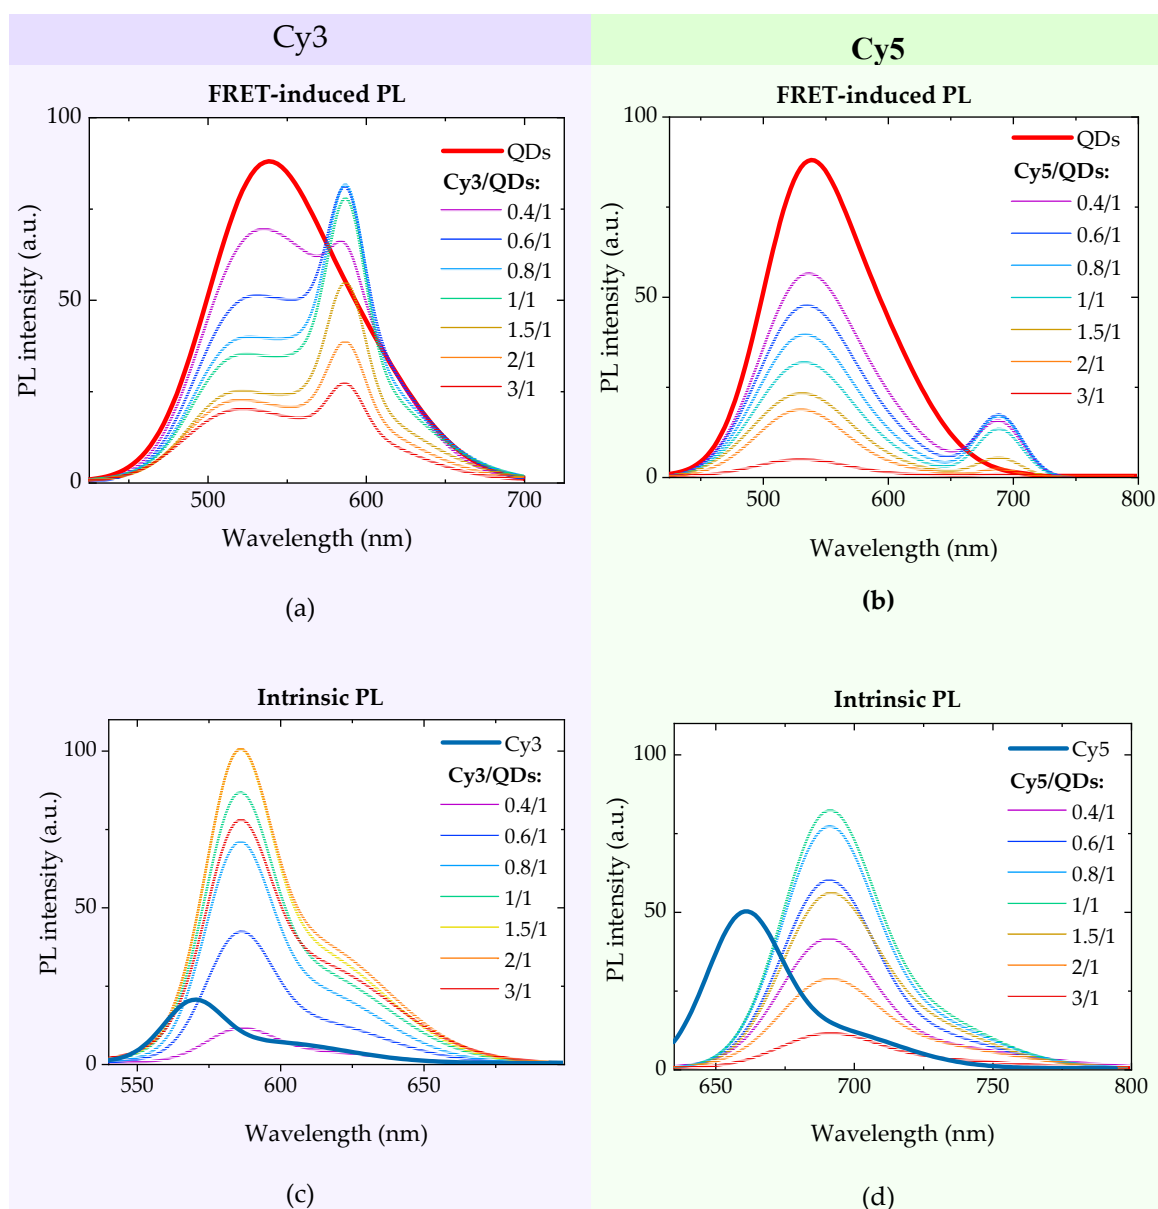 Cy3
Cy5
FRET-induced PL
100
50
0
500
600
700
PL intensity (a.u.)
Wavelength (nm)
QDs
Cy3/QDs:
0.4/1
0.6/1
0.8/1
1/1
1.5/1
2/1
3/1
(a)
FRET-induced PL
100
50
0
500
600
700
800
PL intensity (a.u.)
Wavelength (nm)
QDs
Cy5/QDs:
0.4/1
0.6/1
0.8/1
1/1
1.5/1
2/1
3/1
(b)
Intrinsic PL
100
50
0
550
600
650
PL intensity (a.u.)
Wavelength (nm)
Cy3
Cy3/QDs:
0.4/1
0.6/1
0.8/1
1/1
1.5/1
2/1
3/1
(c)
Intrinsic PL
100
50
0
650
700
750
800
PL intensity (a.u.)
Wavelength (nm)
Cy5
Cy5/QDs:
0.4/1
0.6/1
0.8/1
1/1
1.5/1
2/1
3/1
(d)